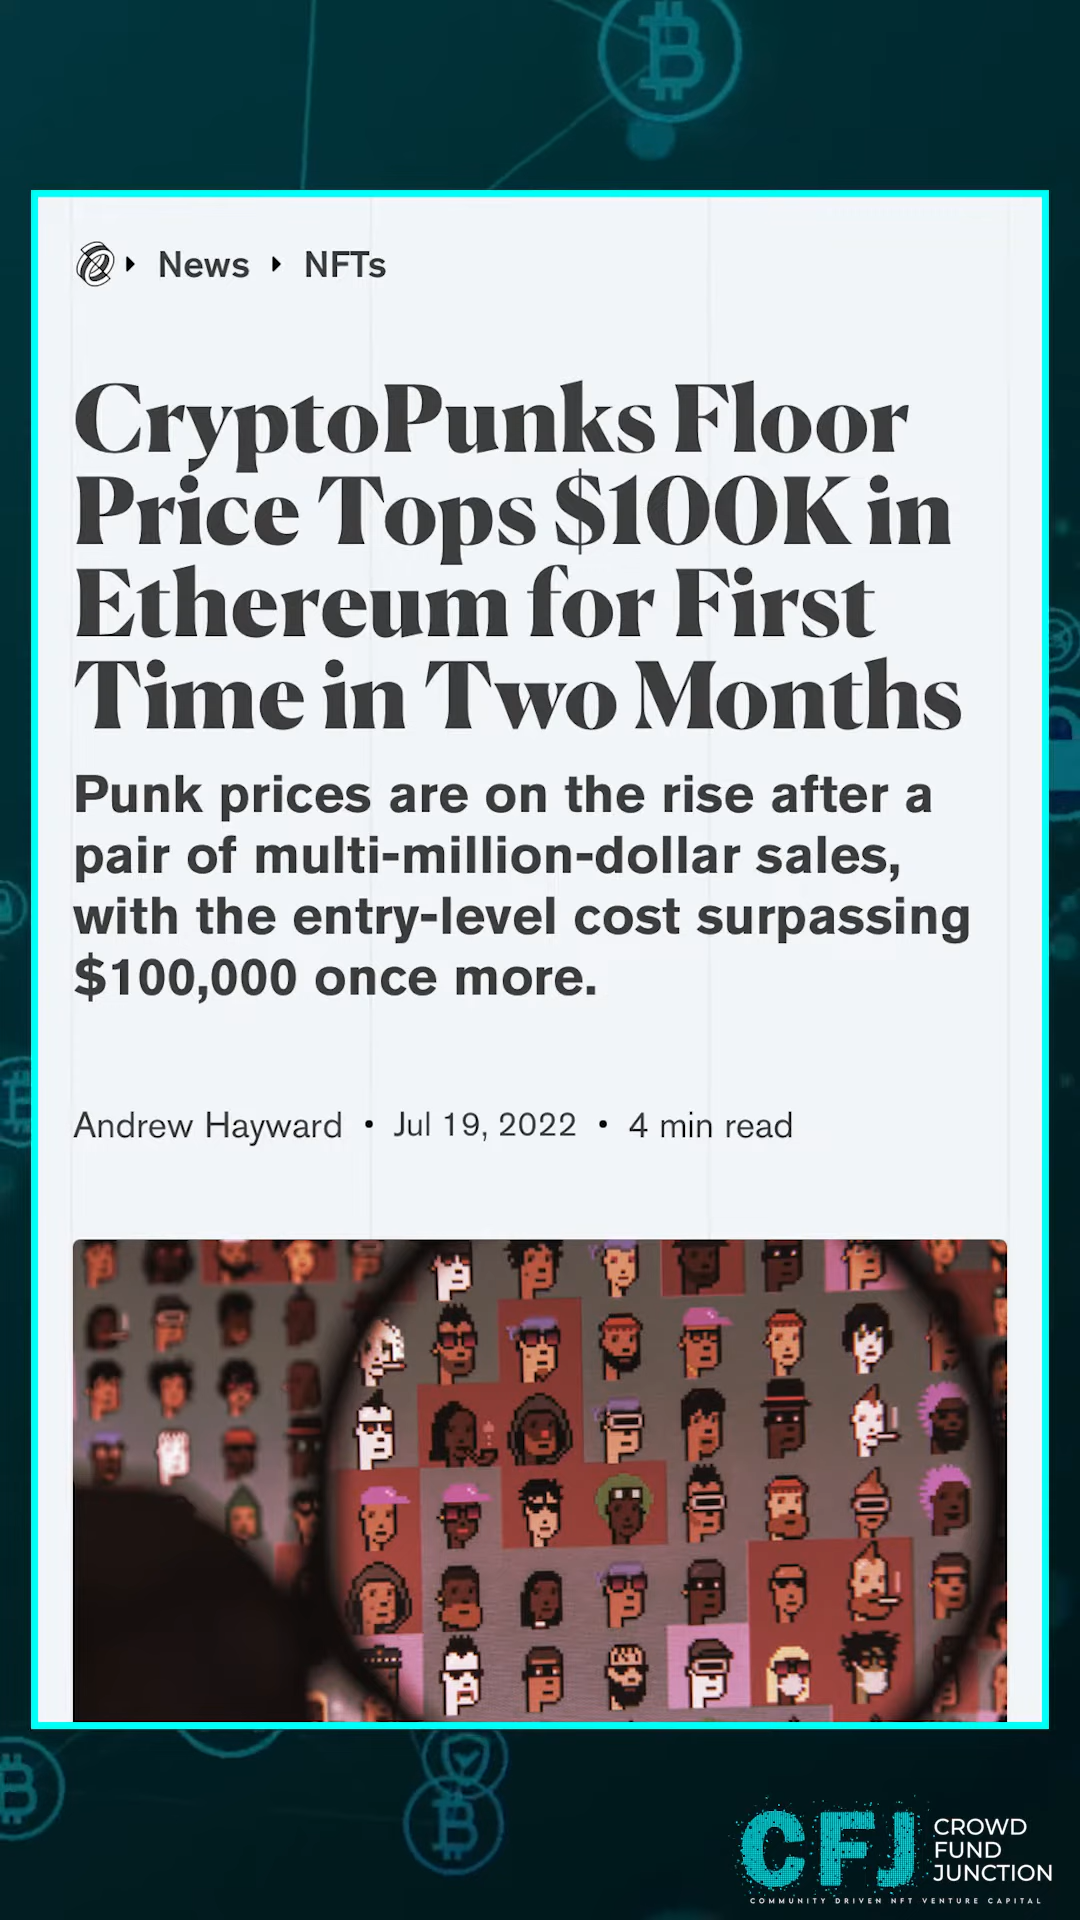 News NFTs
CryptoPunks Floor
Price Tops $100K in
Ethereum for First
Time in Two Months
Punk prices are on the rise after a
pair of multi-million-dollar sales,
with the entry-level cost surpassing
$100,000 once more.
Andrew Hayward • Jul 19, 2022 • 4 min read
CFJ
CROWD
FUND
JUNCTION
COMMUNITY DRIVEN NFT VENTURE CAPITAL